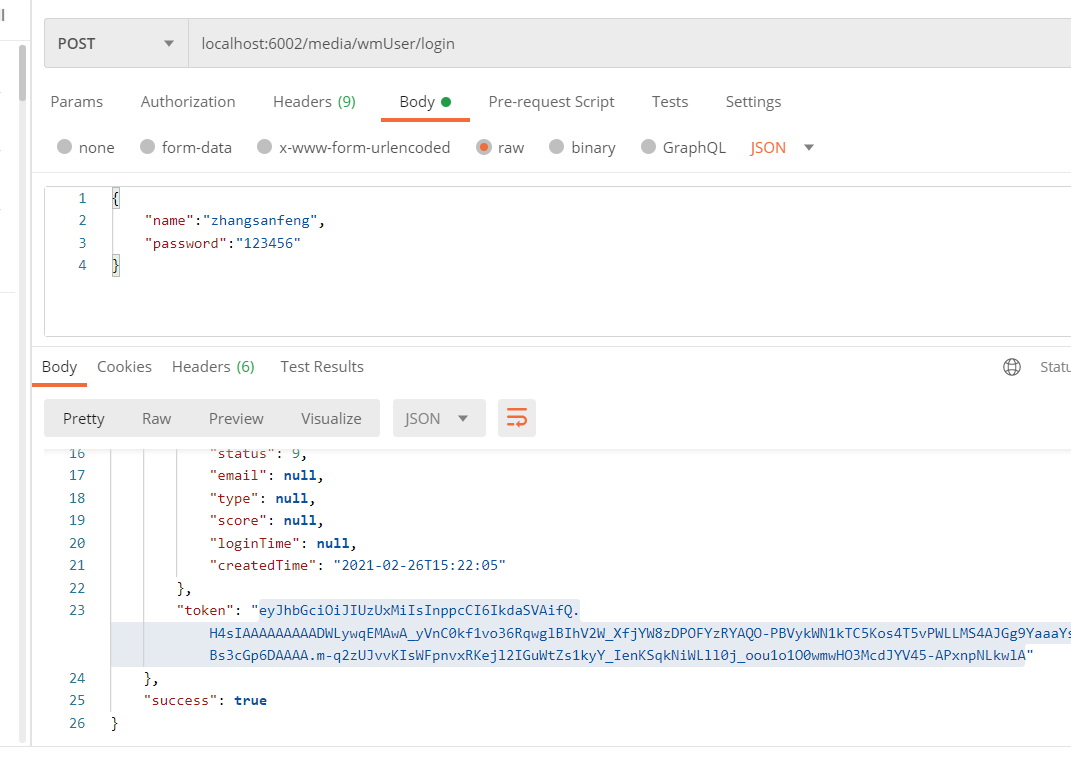 POST localhost:6002/media/wmUser/login
Params Authorization Headers (9) Body Pre-request Script Tests Settings
none form-data x-www-form-urlencoded raw binary GraphQL JSON
1 {
2 "name":"zhangsanfeng",
3 "password":"123456"
4 }
Body Cookies Headers (6) Test Results Statu
Pretty Raw Preview Visualize JSON
16 "status": 9,
17 "email": null,
18 "type": null,
19 "score": null,
20 "loginTime": null,
21 "createdTime": "2021-02-26T15:22:05"
22 },
23 "token": "eyJhbGciOiJIUzUxMiIsInppcCI6IkdaSVAifQ.
H4sIAAAAAAAAADWLywqEMAwA_yVnC0kf1vo36RqwglBIhV2W_XfjYW8zDPOFYzRYAQO-PBVykWN1kTC5Kos4T5vPWLLMS4AJGg9YaaaYs
Bs3cGp6DAAAA.m-q2zUJvvKIsWFpnvxRKejl2IGuWtZs1kyY_IenKSqkNiWLll0j_oou1o1O0wmwHO3McdJYV45-APxnpNLkwlA"
24 },
25 "success": true
26 }